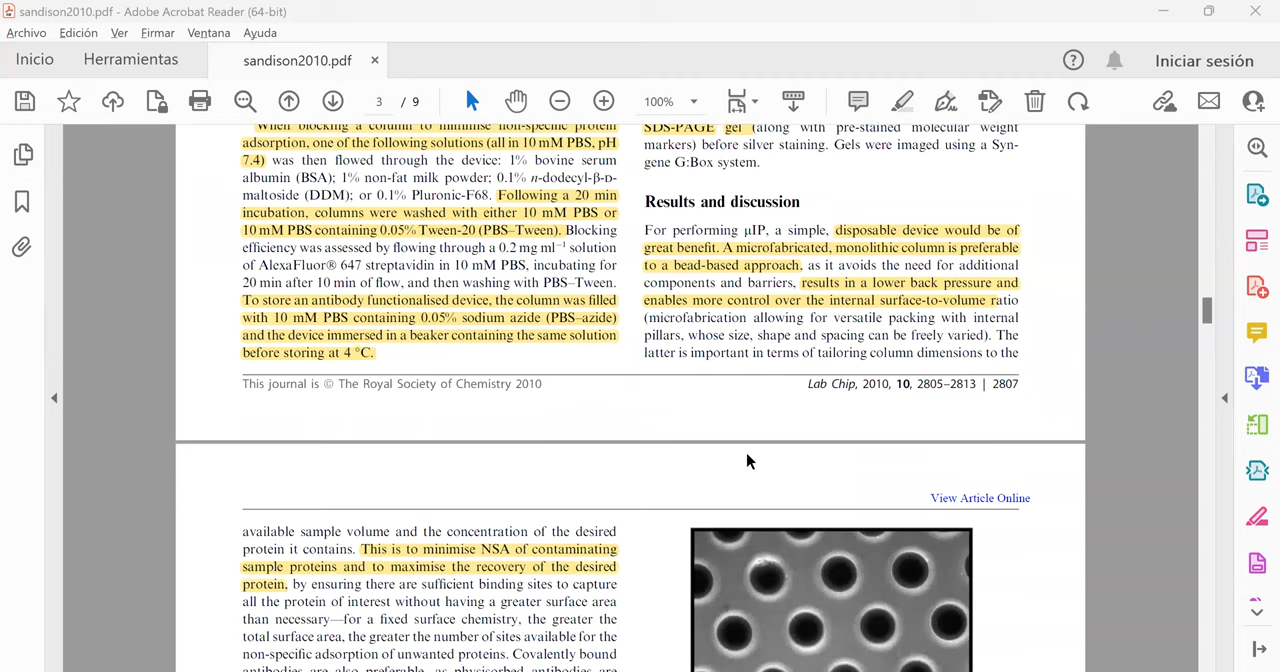 sandison2010.pdf - Adobe Acrobat Reader (64-bit)
Archivo Edición Ver Firmar Ventana Ayuda
Inicio Herramientas sandison2010.pdf × Iniciar sesión
3 / 9 100%
When blocking a column to minimise non-specific protein
adsorption, one of the following solutions (all in 10 mM PBS, pH
7.4) was then flowed through the device: 1% bovine serum
albumin (BSA); 1% non-fat milk powder; 0.1% n-dodecyl-β-D-
maltoside (DDM); or 0.1% Pluronic-F68. Following a 20 min
incubation, columns were washed with either 10 mM PBS or
10 mM PBS containing 0.05% Tween-20 (PBS–Tween). Blocking
efficiency was assessed by flowing through a 0.2 mg ml⁻¹ solution
of AlexaFluor® 647 streptavidin in 10 mM PBS, incubating for
20 min after 10 min of flow, and then washing with PBS–Tween.
To store an antibody functionalised device, the column was filled
with 10 mM PBS containing 0.05% sodium azide (PBS–azide)
and the device immersed in a beaker containing the same solution
before storing at 4 °C.
SDS-PAGE gel (along with pre-stained molecular weight
markers) before silver staining. Gels were imaged using a Syn-
gene G:Box system.
Results and discussion
For performing µIP, a simple, disposable device would be of
great benefit. A microfabricated, monolithic column is preferable
to a bead-based approach, as it avoids the need for additional
components and barriers, results in a lower back pressure and
enables more control over the internal surface-to-volume ratio
(microfabrication allowing for versatile packing with internal
pillars, whose size, shape and spacing can be freely varied). The
latter is important in terms of tailoring column dimensions to the
This journal is © The Royal Society of Chemistry 2010
Lab Chip, 2010, 10, 2805–2813 | 2807
View Article Online
available sample volume and the concentration of the desired
protein it contains. This is to minimise NSA of contaminating
sample proteins and to maximise the recovery of the desired
protein, by ensuring there are sufficient binding sites to capture
all the protein of interest without having a greater surface area
than necessary—for a fixed surface chemistry, the greater the
total surface area, the greater the number of sites available for the
non-specific adsorption of unwanted proteins. Covalently bound
antibodies are also preferable, as physisorbed antibodies are